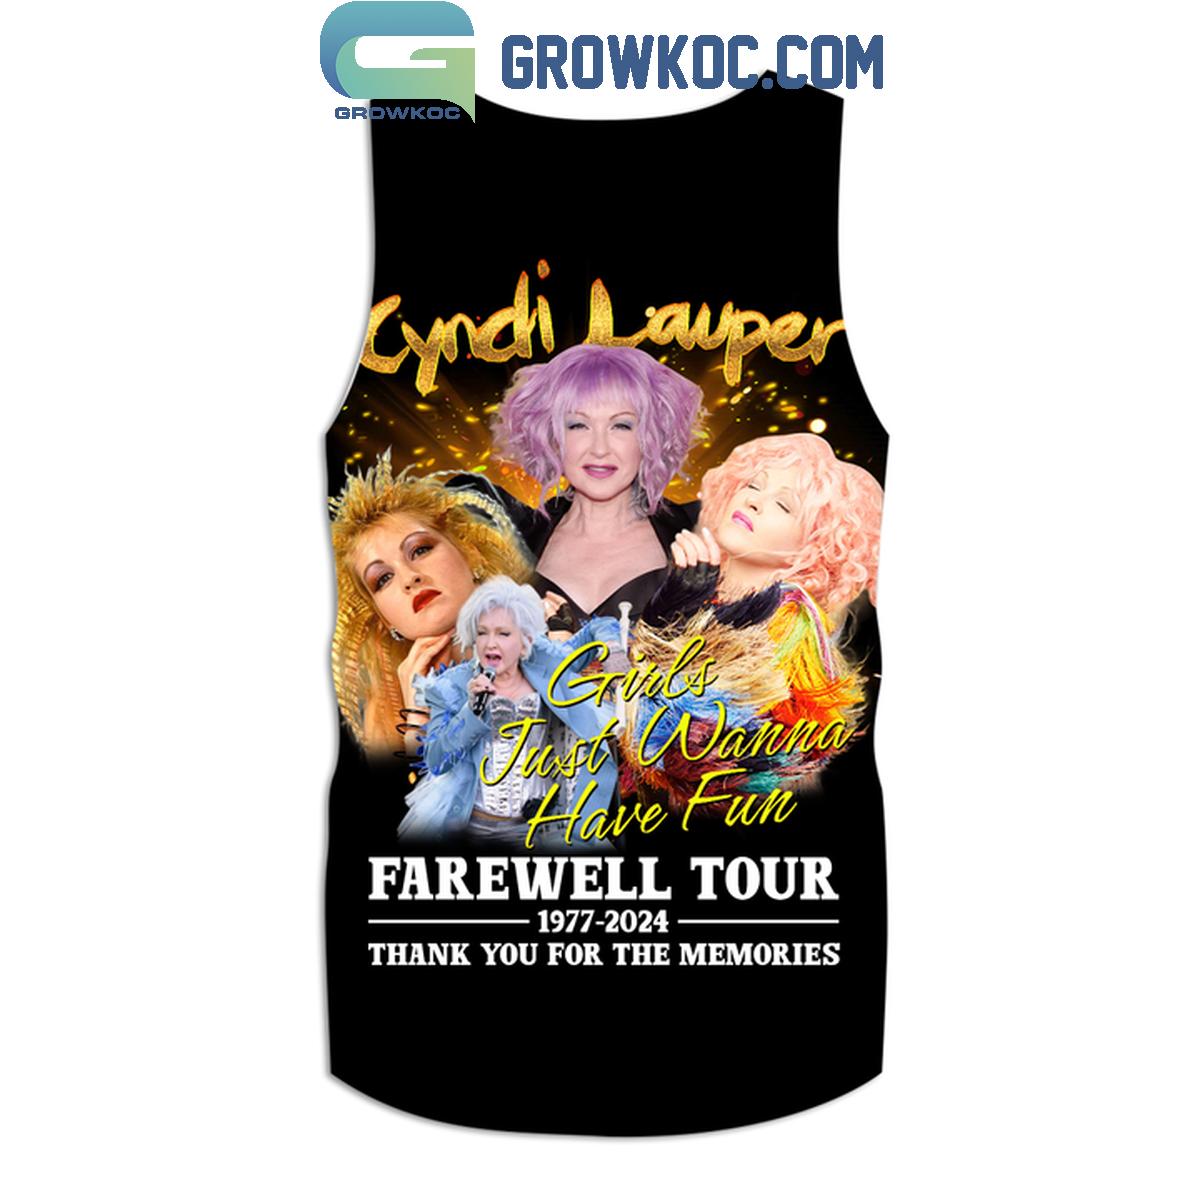 GROWKOC.COM
GROWKOC
Cyndi Lauper
Girls
Just Wanna
Have Fun
FAREWELL TOUR
1977-2024
THANK YOU FOR THE MEMORIES